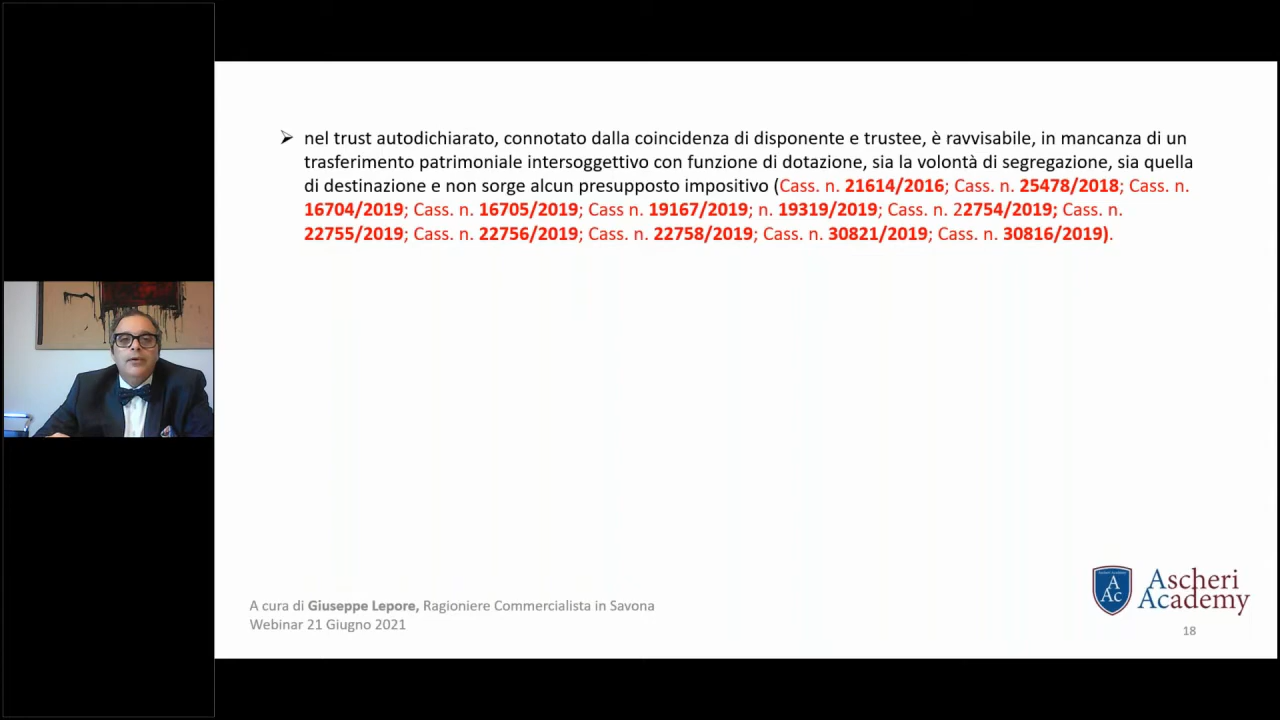 ➢ nel trust autodichiarato, connotato dalla coincidenza di disponente e trustee, è ravvisabile, in mancanza di un
trasferimento patrimoniale intersoggettivo con funzione di dotazione, sia la volontà di segregazione, sia quella
di destinazione e non sorge alcun presupposto impositivo (Cass. n. 21614/2016; Cass. n. 25478/2018; Cass. n.
16704/2019; Cass. n. 16705/2019; Cass n. 19167/2019; n. 19319/2019; Cass. n. 22754/2019; Cass. n.
22755/2019; Cass. n. 22756/2019; Cass. n. 22758/2019; Cass. n. 30821/2019; Cass. n. 30816/2019).
A cura di Giuseppe Lepore, Ragioniere Commercialista in Savona
Webinar 21 Giugno 2021
A
Ac
Ascheri
Academy
18